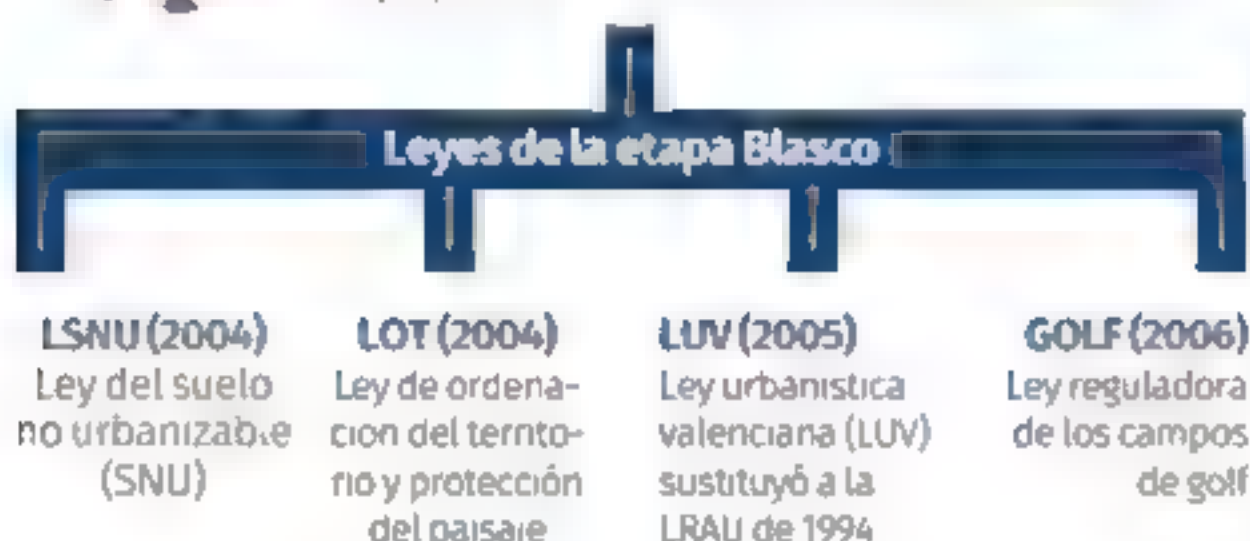 Leyes de la etapa Blasco
LSNU (2004)
Ley del suelo
no urbanizable
(SNU)
LOT (2004)
Ley de ordena-
ción del territo-
rio y protección
del paisaje
LUV (2005)
Ley urbanística
valenciana (LUV)
sustituyó a la
LRAU de 1994
GOLF (2006)
Ley reguladora
de los campos
de golf